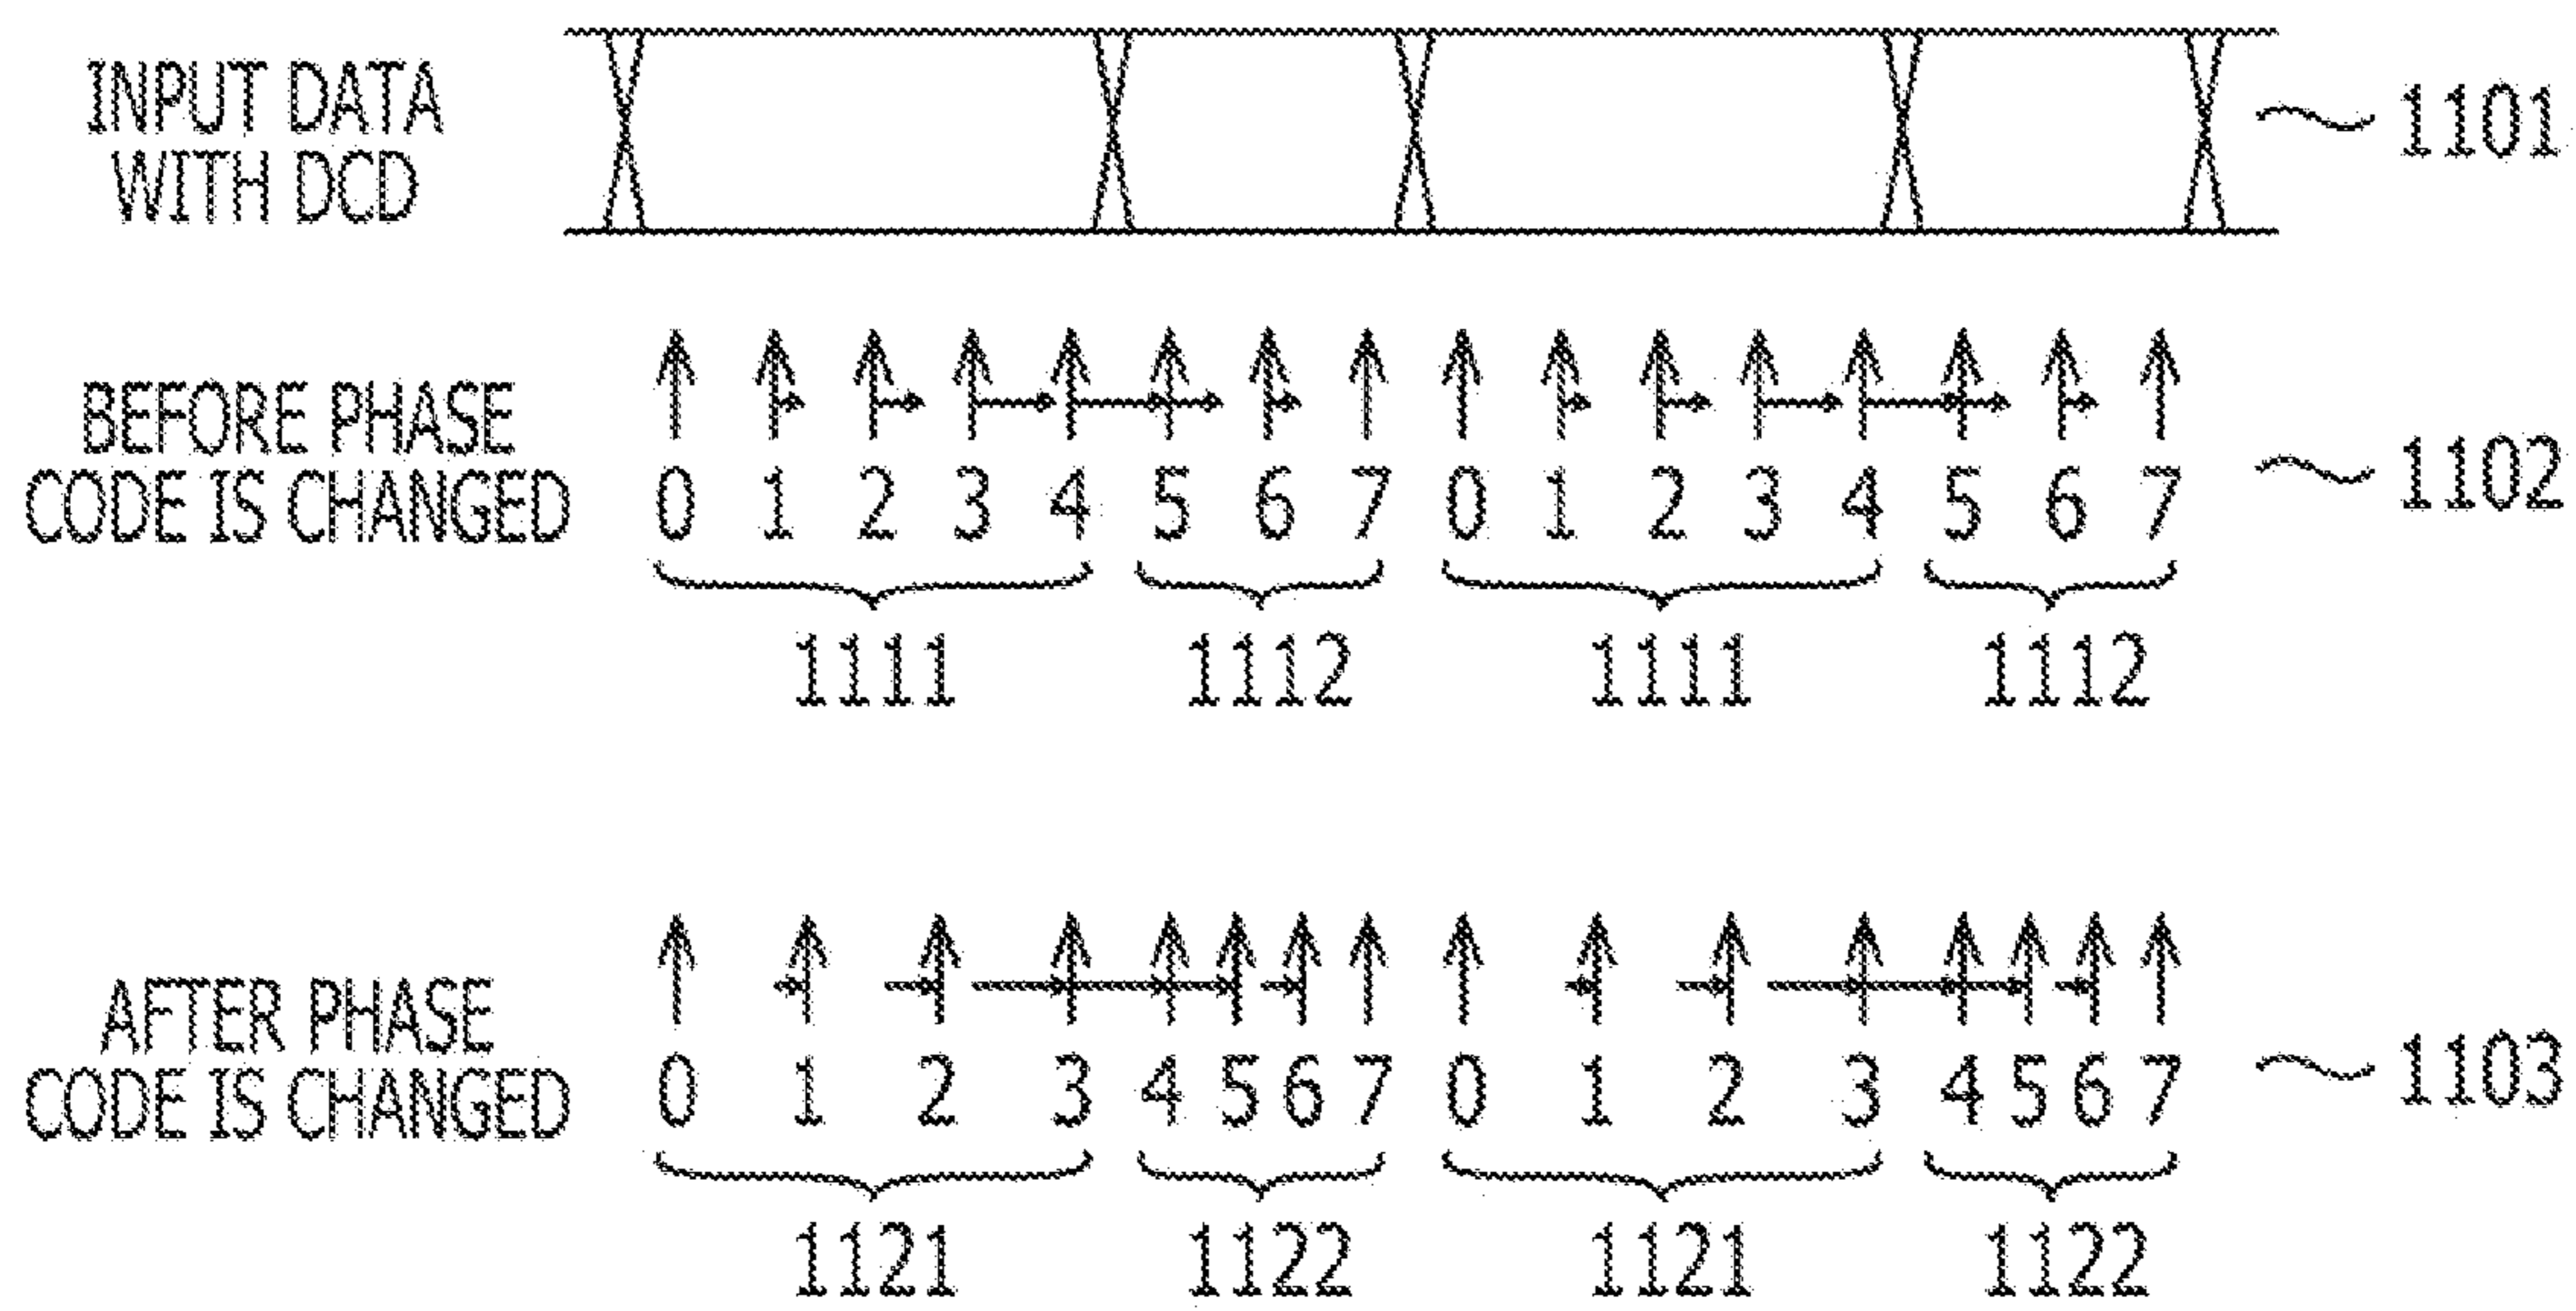 INPUT DATA
WITH DCD
1101
BEFORE PHASE
CODE IS CHANGED
0 1 2 3 4 5 6 7 0 1 2 3 4 5 6 7
1102
1111 1112 1111 1112
AFTER PHASE
CODE IS CHANGED
0 1 2 3 4 5 6 7 0 1 2 3 4 5 6 7
1103
1121 1122 1121 1122